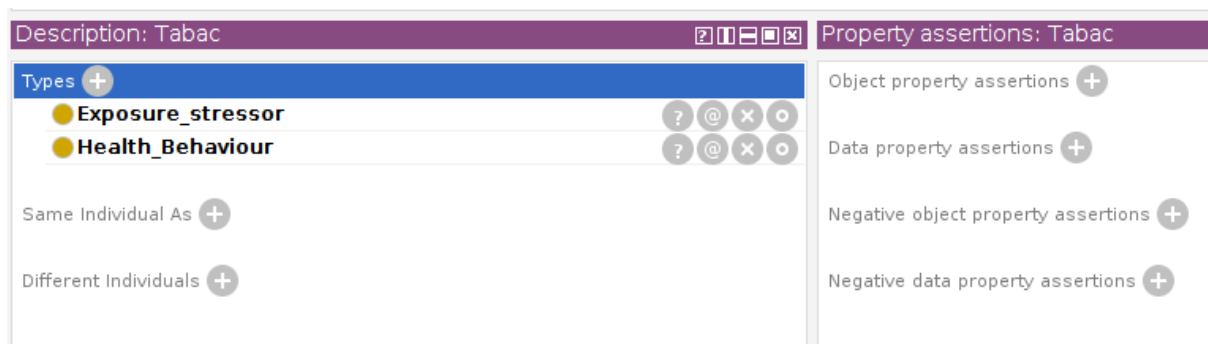 Description: Tabac
Types
Exposure_stressor
Health_Behaviour
Same Individual As
Different Individuals
Property assertions: Tabac
Object property assertions
Data property assertions
Negative object property assertions
Negative data property assertions